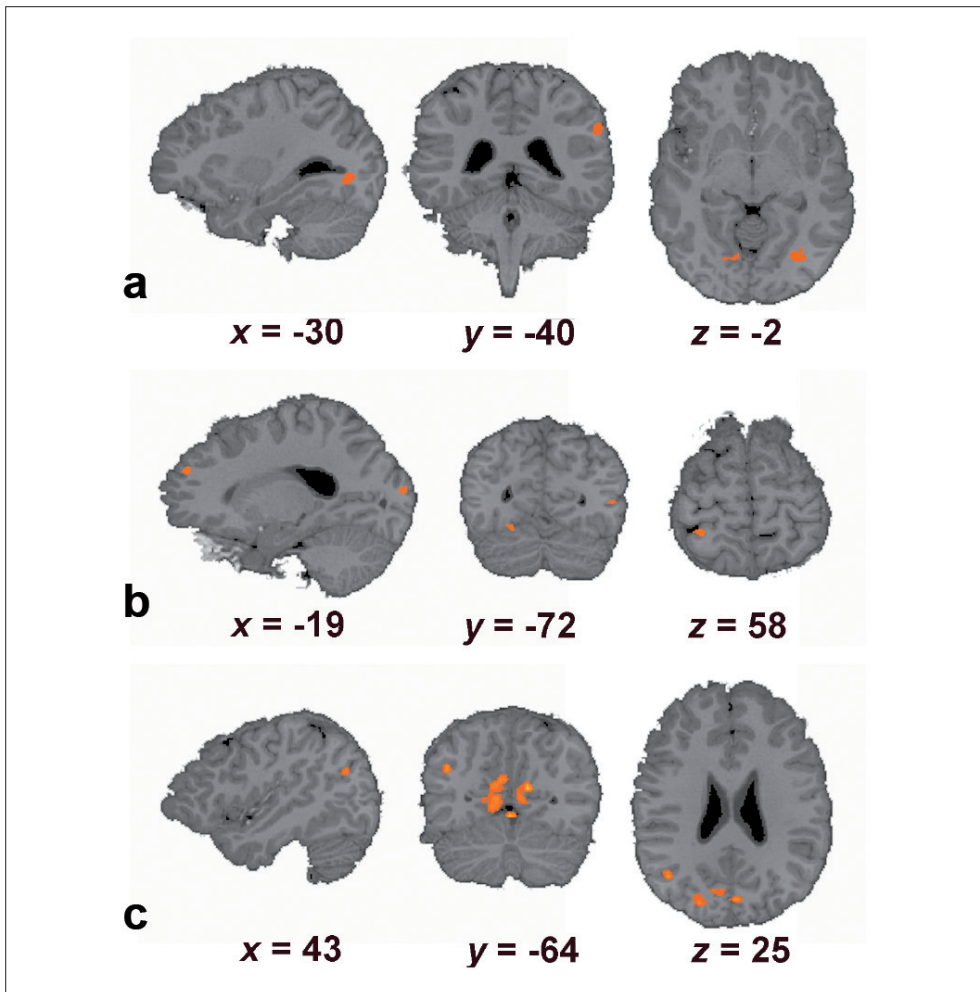 a
x = -30 y = -40 z = -2
b
x = -19 y = -72 z = 58
c
x = 43 y = -64 z = 25